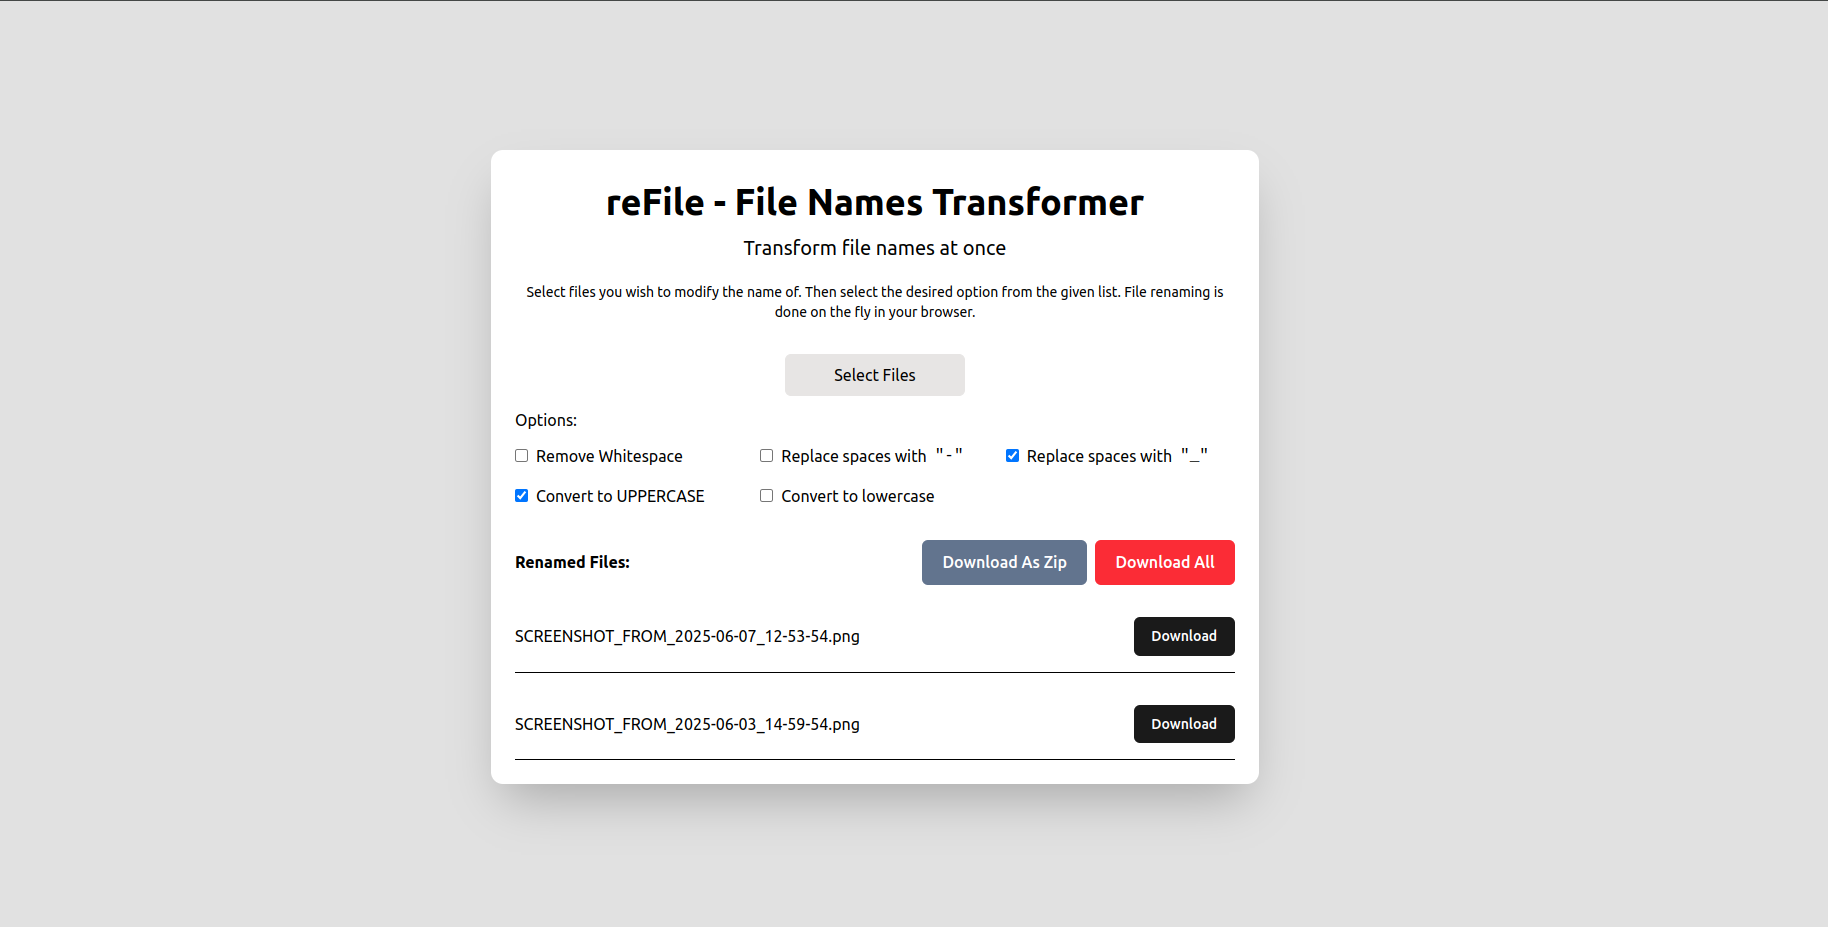 reFile - File Names Transformer
Transform file names at once
Select files you wish to modify the name of. Then select the desired option from the given list. File renaming is
done on the fly in your browser.
Select Files
Options:
Remove Whitespace
Replace spaces with "-"
Replace spaces with "_"
Convert to UPPERCASE
Convert to lowercase
Renamed Files:
Download As Zip
Download All
SCREENSHOT_FROM_2025-06-07_12-53-54.png
Download
SCREENSHOT_FROM_2025-06-03_14-59-54.png
Download